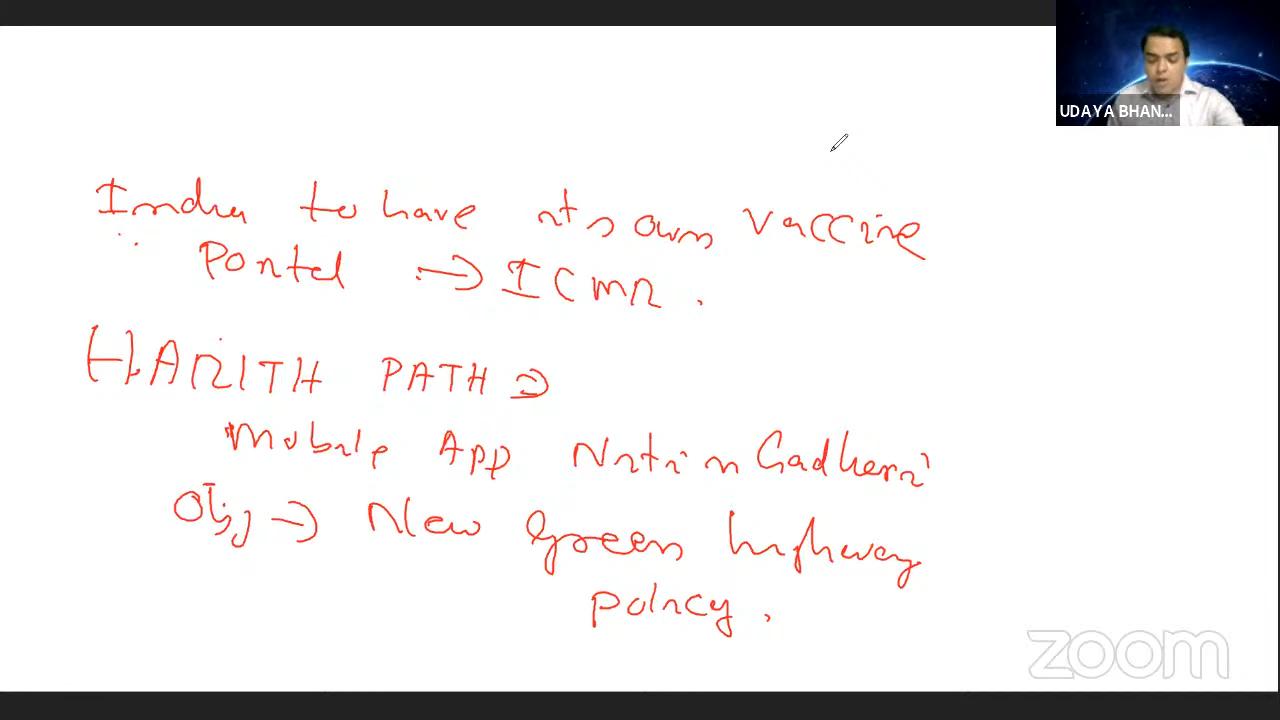 UDAYA BHAN...
India to have its own vaccine
Portal → ICMR.
HARITH PATH ⇒
Mobile App Nitin Gadkari
Obj → New Green highway
policy.
zoom